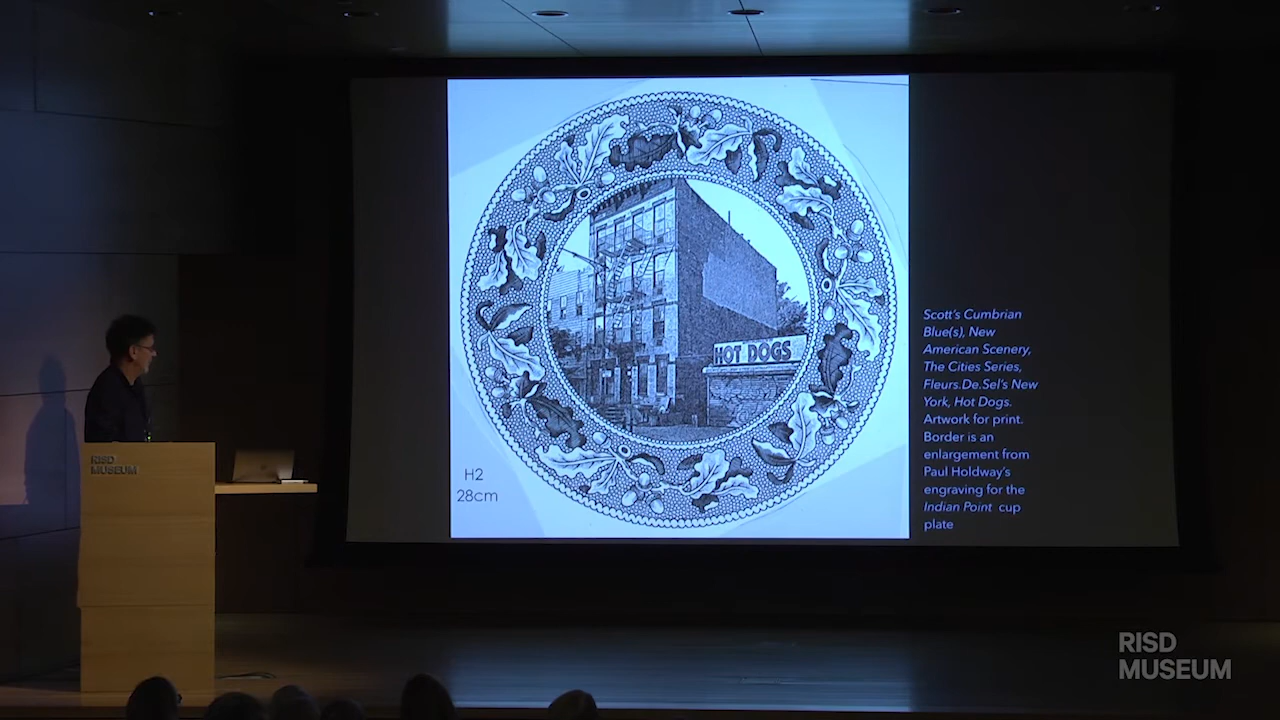 HOT DOGS
H2
28cm
Scott's Cumbrian
Blue(s), New
American Scenery,
The Cities Series,
Fleurs.De.Sel's New
York, Hot Dogs.
Artwork for print.
Border is an
enlargement from
Paul Holdway's
engraving for the
Indian Point cup
plate
RISD
MUSEUM
RISD
MUSEUM